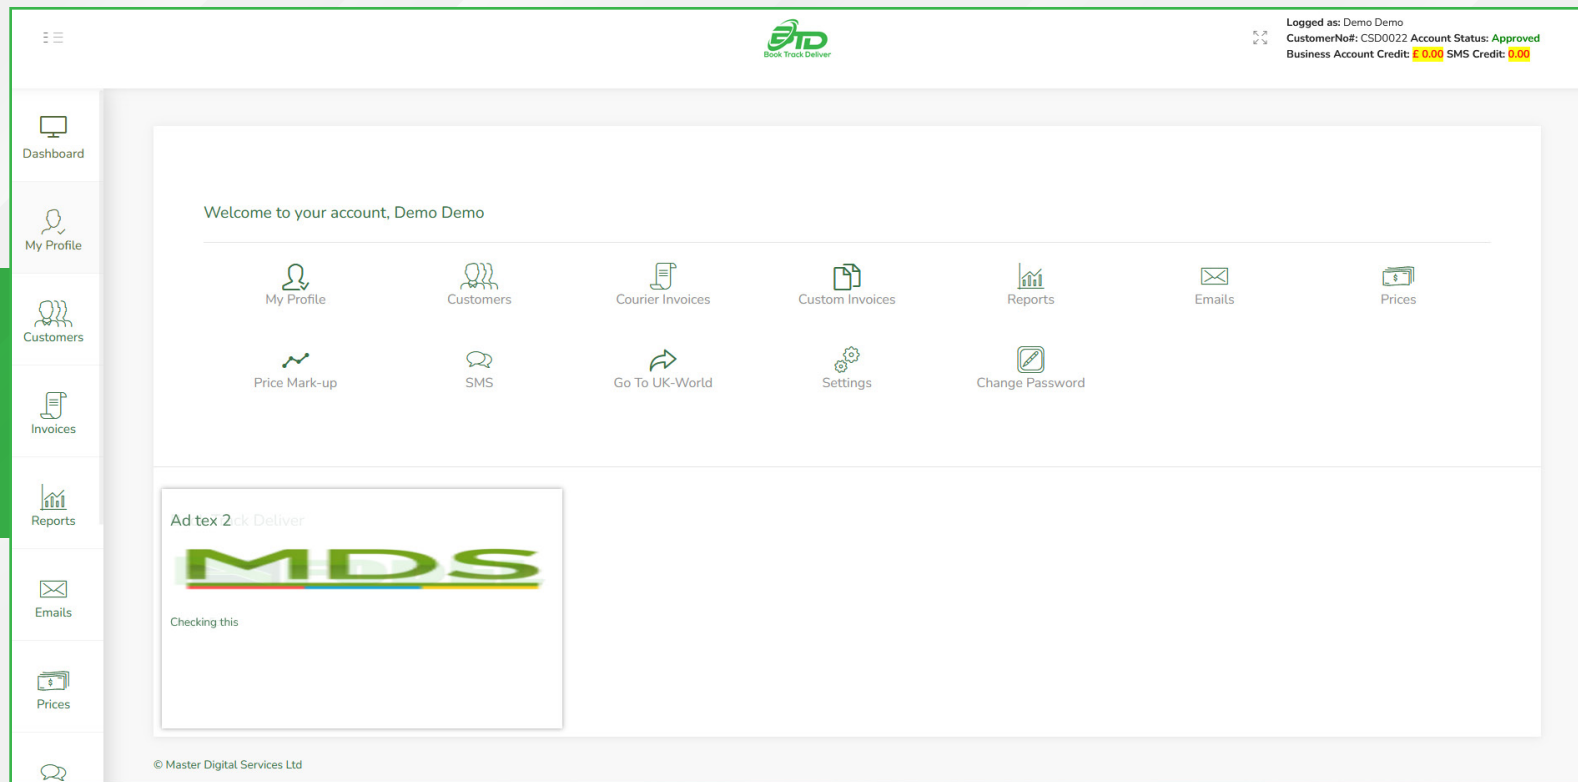 BTD
Book Track Deliver
Logged as: Demo Demo
CustomerNo#: CSD0022 Account Status: Approved
Business Account Credit: £ 0.00 SMS Credit: 0.00
Dashboard
My Profile
Customers
Invoices
Reports
Emails
Prices
Welcome to your account, Demo Demo
My Profile
Customers
Courier Invoices
Custom Invoices
Reports
Emails
Prices
Price Mark-up
SMS
Go To UK-World
Settings
Change Password
Ad tex 2
MDS
Checking this
© Master Digital Services Ltd